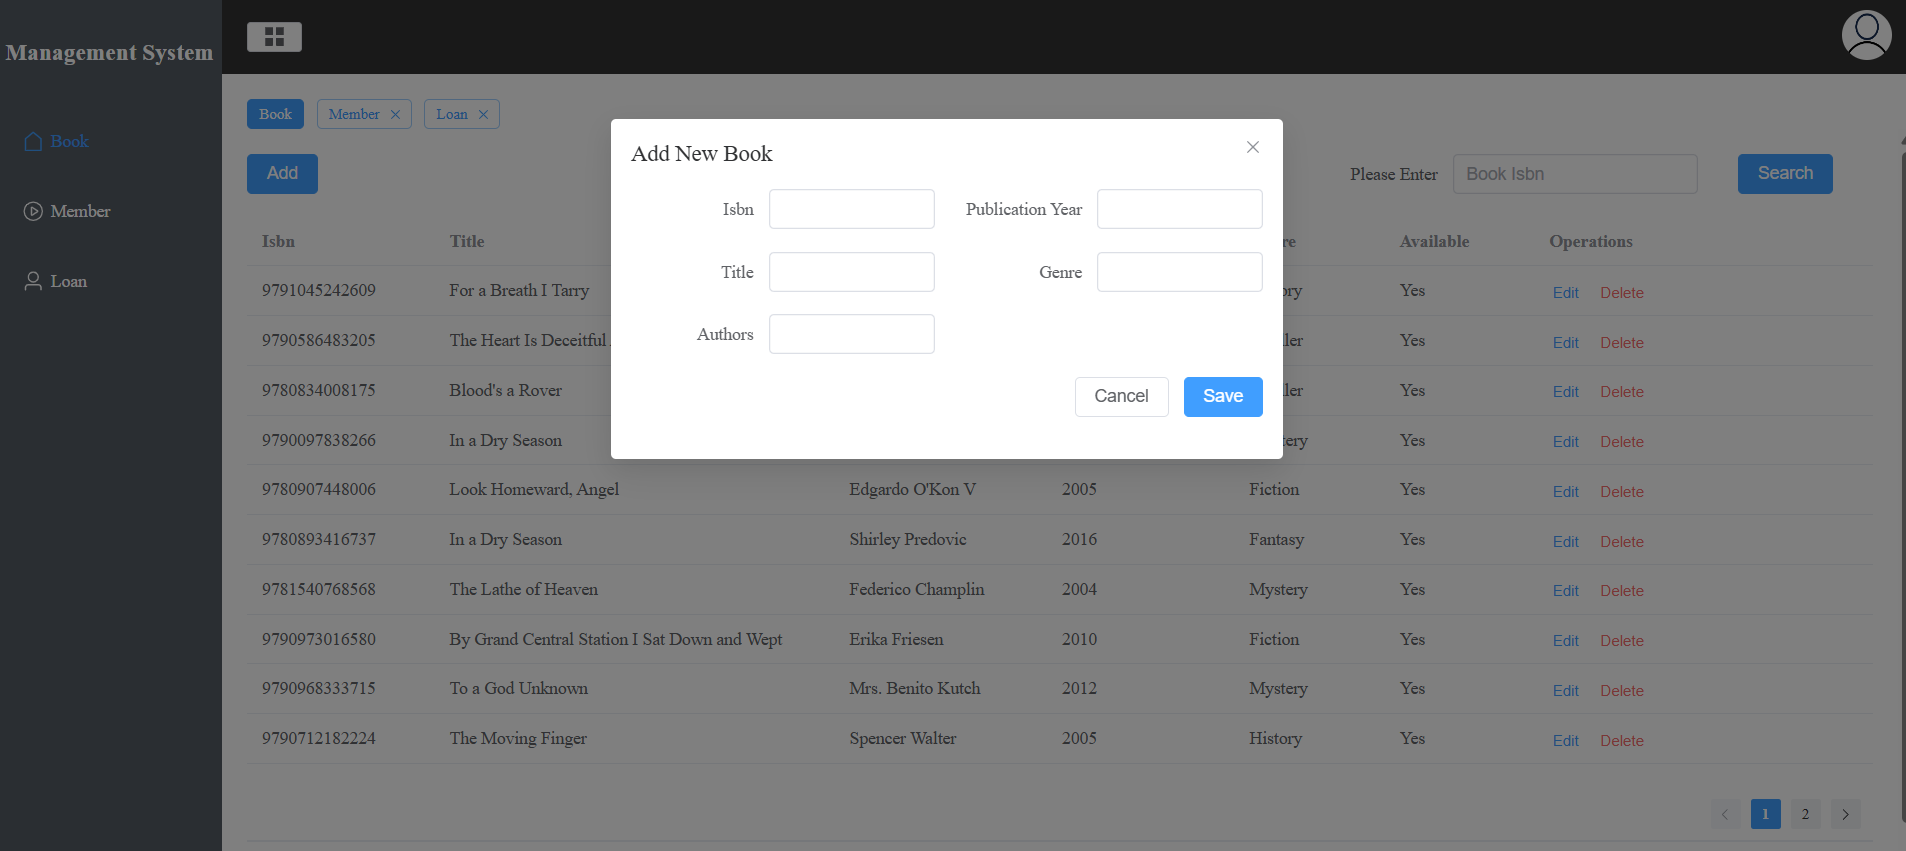 Management System
Book
Member
Loan
Book Member Loan
Add
Please Enter Book Isbn Search
Add New Book
Isbn
Publication Year
Title
Genre
Authors
Cancel Save
Isbn Title Available Operations
9791045242609 For a Breath I Tarry Yes Edit Delete
9790586483205 The Heart Is Deceitful Yes Edit Delete
9780834008175 Blood's a Rover Yes Edit Delete
9790097838266 In a Dry Season Yes Edit Delete
9780907448006 Look Homeward, Angel Edgardo O'Kon V 2005 Fiction Yes Edit Delete
9780893416737 In a Dry Season Shirley Predovic 2016 Fantasy Yes Edit Delete
9781540768568 The Lathe of Heaven Federico Champlin 2004 Mystery Yes Edit Delete
9790973016580 By Grand Central Station I Sat Down and Wept Erika Friesen 2010 Fiction Yes Edit Delete
9790968333715 To a God Unknown Mrs. Benito Kutch 2012 Mystery Yes Edit Delete
9790712182224 The Moving Finger Spencer Walter 2005 History Yes Edit Delete
1 2